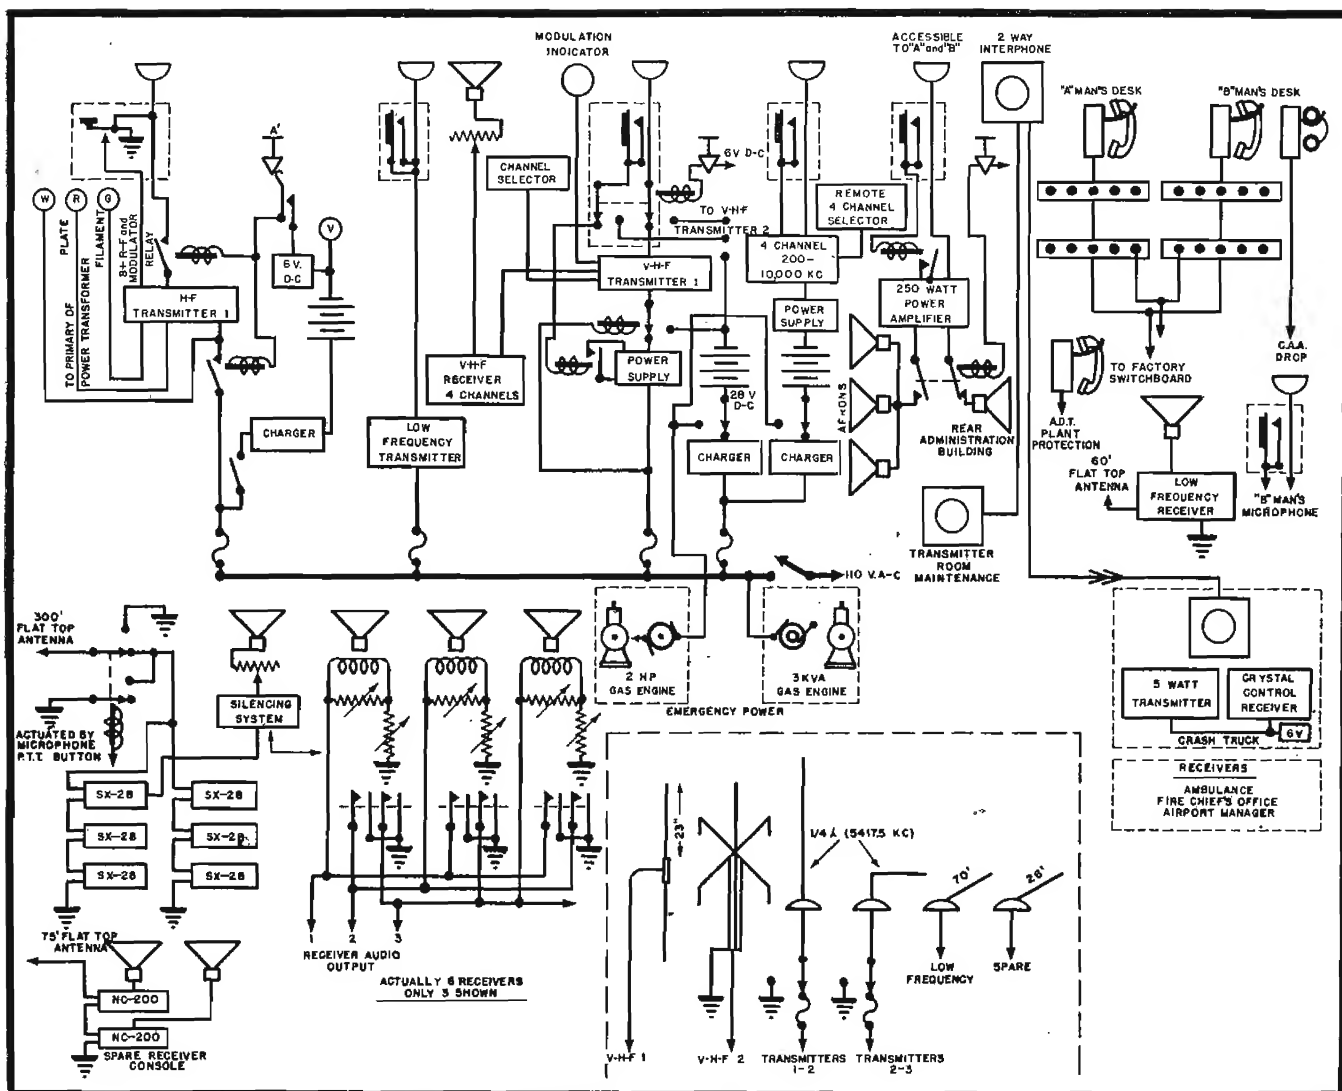 MODULATION
INDICATOR
ACCESSIBLE
TO "A" and "B"
2 WAY
INTERPHONE
"A" MAN'S DESK
"B" MAN'S DESK
A'
6V D-C
CHANNEL
SELECTOR
REMOTE
4 CHANNEL
SELECTOR
W
R
G
V
PLATE
FILAMENT
B+ R-F and
MODULATOR
RELAY
TO PRIMARY OF
POWER TRANSFORMER
6 V.
D-C
TO V-H-F
TRANSMITTER 2
4 CHANNEL
200-
10,000 KC
H-F
TRANSMITTER 1
V-H-F
TRANSMITTER 1
250 WATT
POWER
AMPLIFIER
POWER
SUPPLY
V-H-F
RECEIVER
4 CHANNELS
POWER
SUPPLY
28 V
D-C
APRONS
C.A.A.
DROP
TO FACTORY
SWITCHBOARD
CHARGER
LOW
FREQUENCY
TRANSMITTER
CHARGER
CHARGER
REAR
ADMINISTRATION
BUILDING
A.D.T.
PLANT
PROTECTION
60'
FLAT TOP
ANTENNA
LOW
FREQUENCY
RECEIVER
"B" MAN'S
MICROPHONE
TRANSMITTER
ROOM
MAINTENANCE
110 V. A-C
300'
FLAT TOP
ANTENNA
2 HP
GAS ENGINE
3 KVA
GAS ENGINE
EMERGENCY POWER
SILENCING
SYSTEM
ACTUATED BY
MICROPHONE
P.T.T. BUTTON
5 WATT
TRANSMITTER
CRYSTAL
CONTROL
RECEIVER
6V
CRASH TRUCK
RECEIVERS
AMBULANCE
FIRE CHIEF'S OFFICE
AIRPORT MANAGER
SX-28
SX-28
SX-28
SX-28
SX-28
SX-28
23"
1/4 λ (5417.5 KC)
70'
26'
1
2
3
RECEIVER AUDIO
OUTPUT
ACTUALLY 6 RECEIVERS
ONLY 3 SHOWN
75' FLAT TOP
ANTENNA
NC-200
NC-200
SPARE RECEIVER
CONSOLE
LOW
FREQUENCY
SPARE
V-H-F 1
V-H-F 2
TRANSMITTERS
1-2
TRANSMITTERS
2-3